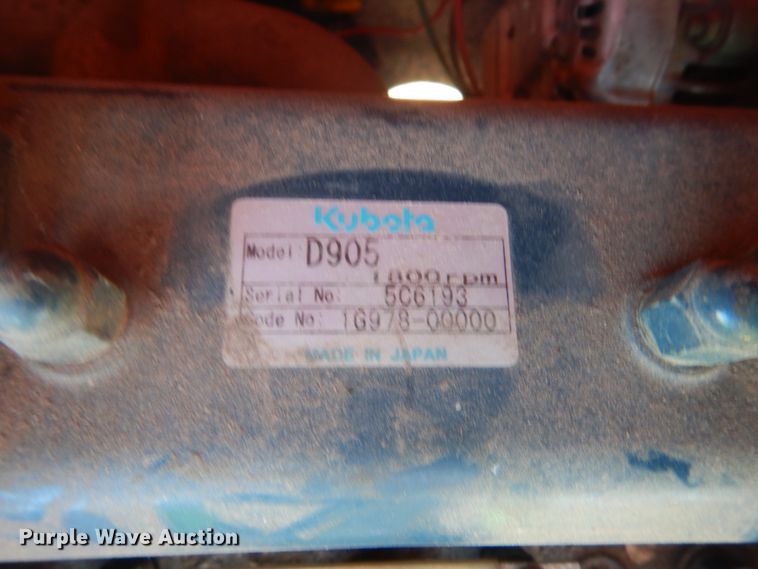 Kubota
Model: D905
1800rpm
Serial No: 5C6193
Code No: 1G978-00000
MADE IN JAPAN
Purple Wave Auction®